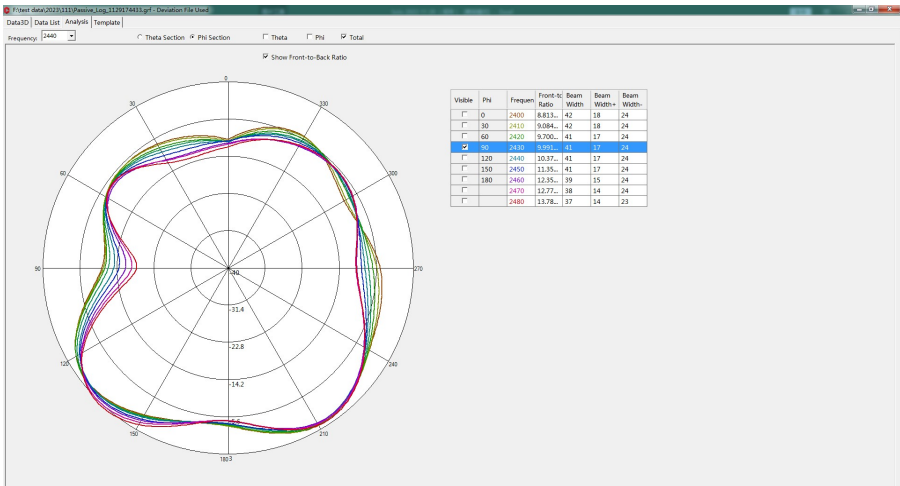 F:\test data\2023\111\Passive_Log_1129174433.grf - Deviation File Used
Data3D Data List Analysis Template
Frequency: 2440 Theta Section Phi Section Theta Phi Total
Show Front-to-Back Ratio
0
30
330
60
300
90
270
120
240
150
210
180
-40
-31.4
-22.8
-14.2
-5.6
3
Visible Phi Frequen Front-to Ratio Beam Width Beam Width+ Beam Width-
0 2400 8.813... 42 18 24
30 2410 9.084... 42 18 24
60 2420 9.700... 41 17 24
90 2430 9.991... 41 17 24
120 2440 10.37... 41 17 24
150 2450 11.35... 41 17 24
180 2460 12.35... 39 15 24
2470 12.77... 38 14 24
2480 13.78... 37 14 23